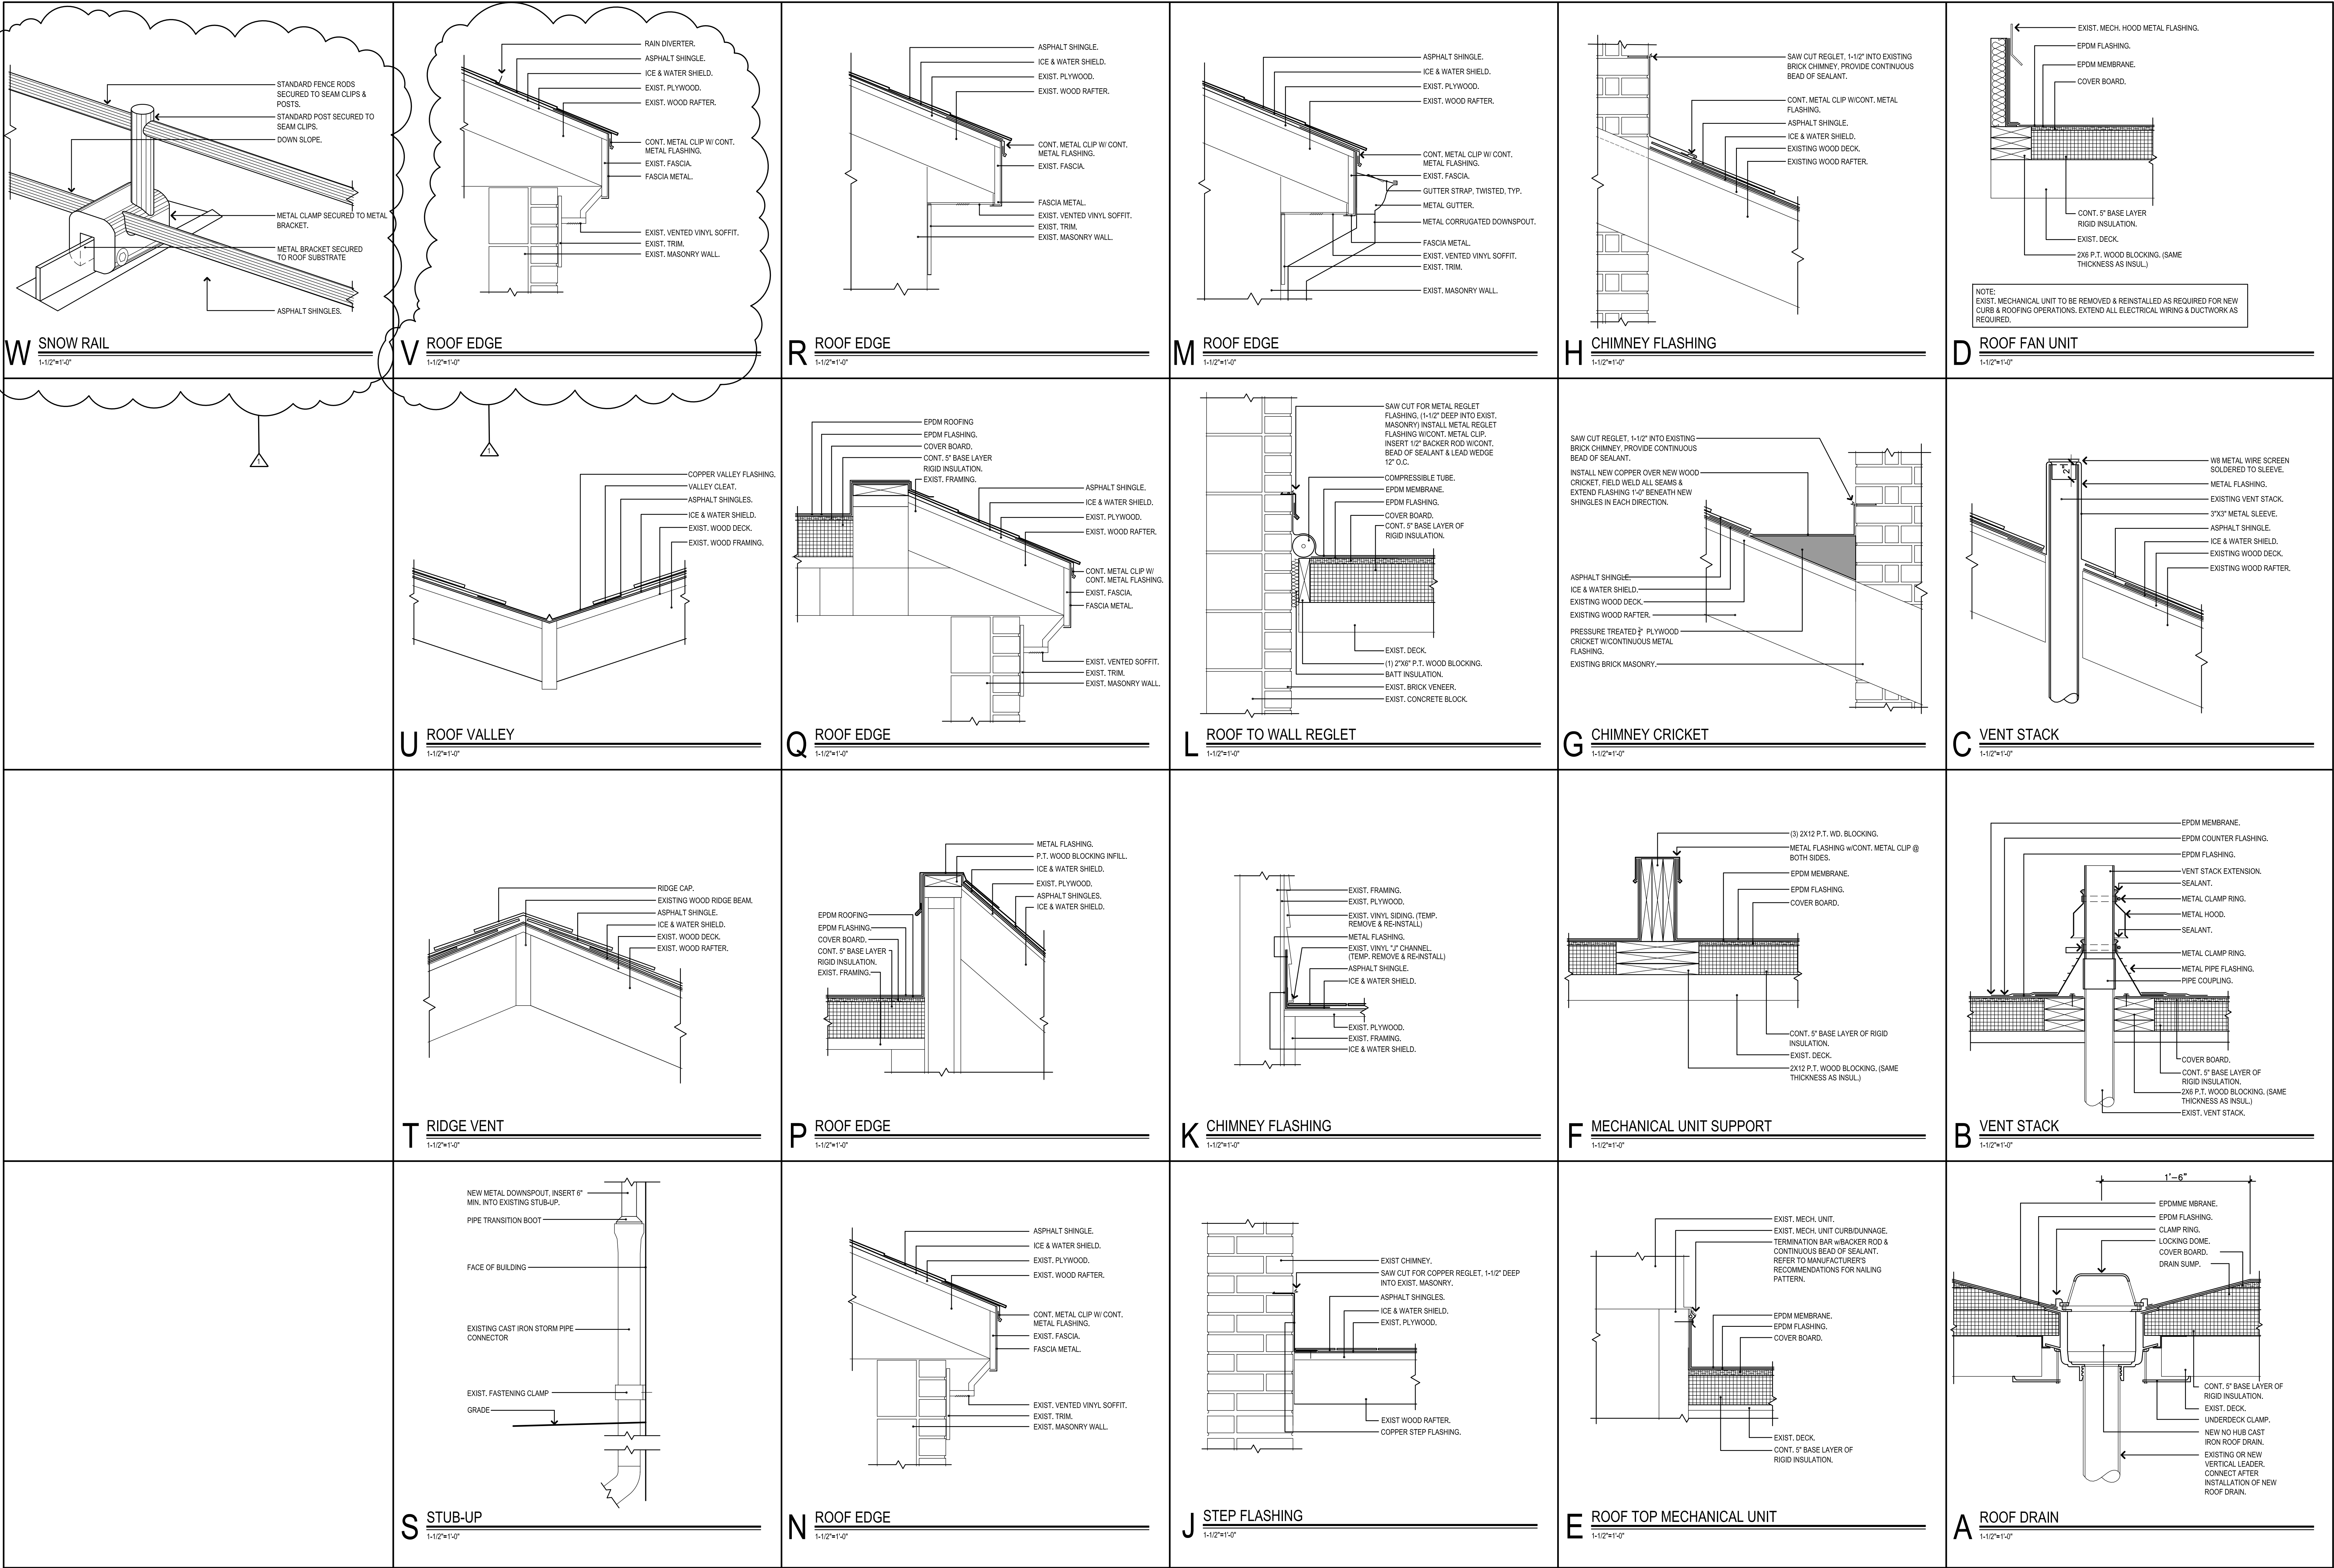 STANDARD FENCE RODS
SECURED TO SEAM CLIPS &
POSTS.
STANDARD POST SECURED TO
SEAM CLIPS.
DOWN SLOPE.
METAL CLAMP SECURED TO METAL
BRACKET.
METAL BRACKET SECURED
TO ROOF SUBSTRATE
ASPHALT SHINGLES.
W SNOW RAIL
1-1/2"=1'-0"
RAIN DIVERTER.
ASPHALT SHINGLE.
ICE & WATER SHIELD.
EXIST. PLYWOOD.
EXIST. WOOD RAFTER.
CONT. METAL CLIP W/ CONT.
METAL FLASHING.
EXIST. FASCIA.
FASCIA METAL.
EXIST. VENTED VINYL SOFFIT.
EXIST. TRIM.
EXIST. MASONRY WALL.
V ROOF EDGE
1-1/2"=1'-0"
ASPHALT SHINGLE.
ICE & WATER SHIELD.
EXIST. PLYWOOD.
EXIST. WOOD RAFTER.
CONT. METAL CLIP W/ CONT.
METAL FLASHING.
EXIST. FASCIA.
FASCIA METAL.
EXIST. VENTED VINYL SOFFIT.
EXIST. TRIM.
EXIST. MASONRY WALL.
R ROOF EDGE
1-1/2"=1'-0"
ASPHALT SHINGLE.
ICE & WATER SHIELD.
EXIST. PLYWOOD.
EXIST. WOOD RAFTER.
CONT. METAL CLIP W/ CONT.
METAL FLASHING.
EXIST. FASCIA.
GUTTER STRAP, TWISTED, TYP.
METAL GUTTER.
METAL CORRUGATED DOWNSPOUT.
FASCIA METAL.
EXIST. VENTED VINYL SOFFIT.
EXIST. TRIM.
EXIST. MASONRY WALL.
M ROOF EDGE
1-1/2"=1'-0"
SAW CUT REGLET, 1-1/2" INTO EXISTING
BRICK CHIMNEY, PROVIDE CONTINUOUS
BEAD OF SEALANT.
CONT. METAL CLIP W/CONT. METAL
FLASHING.
ASPHALT SHINGLE.
ICE & WATER SHIELD.
EXISTING WOOD DECK.
EXISTING WOOD RAFTER.
H CHIMNEY FLASHING
1-1/2"=1'-0"
EXIST. MECH. HOOD METAL FLASHING.
EPDM FLASHING.
EPDM MEMBRANE.
COVER BOARD.
CONT. 5" BASE LAYER
RIGID INSULATION.
EXIST. DECK.
2X6 P.T. WOOD BLOCKING. (SAME
THICKNESS AS INSUL.)
NOTE:
EXIST. MECHANICAL UNIT TO BE REMOVED & REINSTALLED AS REQUIRED FOR NEW
CURB & ROOFING OPERATIONS. EXTEND ALL ELECTRICAL WIRING & DUCTWORK AS
REQUIRED.
D ROOF FAN UNIT
1-1/2"=1'-0"
1
1
COPPER VALLEY FLASHING.
VALLEY CLEAT.
ASPHALT SHINGLES.
ICE & WATER SHIELD.
EXIST. WOOD DECK.
EXIST. WOOD FRAMING.
U ROOF VALLEY
1-1/2"=1'-0"
EPDM ROOFING
EPDM FLASHING.
COVER BOARD.
CONT. 5" BASE LAYER
RIGID INSULATION.
EXIST. FRAMING.
ASPHALT SHINGLE.
ICE & WATER SHIELD.
EXIST. PLYWOOD.
EXIST. WOOD RAFTER.
CONT. METAL CLIP W/
CONT. METAL FLASHING.
EXIST. FASCIA.
FASCIA METAL.
EXIST. VENTED SOFFIT.
EXIST. TRIM.
EXIST. MASONRY WALL.
Q ROOF EDGE
1-1/2"=1'-0"
SAW CUT FOR METAL REGLET
FLASHING, (1-1/2" DEEP INTO EXIST.
MASONRY) INSTALL METAL REGLET
FLASHING W/CONT. METAL CLIP.
INSERT 1/2" BACKER ROD W/CONT,
BEAD OF SEALANT & LEAD WEDGE
12" O.C.
COMPRESSIBLE TUBE.
EPDM MEMBRANE.
EPDM FLASHING.
COVER BOARD.
CONT. 5" BASE LAYER OF
RIGID INSULATION.
EXIST. DECK.
(1) 2"X6" P.T. WOOD BLOCKING.
BATT INSULATION.
EXIST. BRICK VENEER.
EXIST. CONCRETE BLOCK.
L ROOF TO WALL REGLET
1-1/2"=1'-0"
SAW CUT REGLET, 1-1/2" INTO EXISTING
BRICK CHIMNEY, PROVIDE CONTINUOUS
BEAD OF SEALANT.
INSTALL NEW COPPER OVER NEW WOOD
CRICKET, FIELD WELD ALL SEAMS &
EXTEND FLASHING 1'-0" BENEATH NEW
SHINGLES IN EACH DIRECTION.
ASPHALT SHINGLE.
ICE & WATER SHIELD.
EXISTING WOOD DECK.
EXISTING WOOD RAFTER.
PRESSURE TREATED PLYWOOD
CRICKET W/CONTINUOUS METAL
FLASHING.
EXISTING BRICK MASONRY.
G CHIMNEY CRICKET
1-1/2"=1'-0"
2"
W8 METAL WIRE SCREEN
SOLDERED TO SLEEVE.
METAL FLASHING.
EXISTING VENT STACK.
3"X3" METAL SLEEVE.
ASPHALT SHINGLE.
ICE & WATER SHIELD.
EXISTING WOOD DECK.
EXISTING WOOD RAFTER.
C VENT STACK
1-1/2"=1'-0"
RIDGE CAP.
EXISTING WOOD RIDGE BEAM.
ASPHALT SHINGLE.
ICE & WATER SHIELD.
EXIST. WOOD DECK.
EXIST. WOOD RAFTER.
T RIDGE VENT
1-1/2"=1'-0"
METAL FLASHING.
P.T. WOOD BLOCKING INFILL.
ICE & WATER SHIELD.
EXIST. PLYWOOD.
ASPHALT SHINGLES.
ICE & WATER SHIELD.
EPDM ROOFING
EPDM FLASHING.
COVER BOARD.
CONT. 5" BASE LAYER
RIGID INSULATION.
EXIST. FRAMING.
P ROOF EDGE
1-1/2"=1'-0"
EXIST. FRAMING.
EXIST. PLYWOOD.
EXIST. VINYL SIDING. (TEMP.
REMOVE & RE-INSTALL)
METAL FLASHING.
EXIST. VINYL "J" CHANNEL.
(TEMP. REMOVE & RE-INSTALL)
ASPHALT SHINGLE.
ICE & WATER SHIELD.
EXIST. PLYWOOD.
EXIST. FRAMING.
ICE & WATER SHIELD.
K CHIMNEY FLASHING
1-1/2"=1'-0"
(3) 2X12 P.T. WD. BLOCKING.
METAL FLASHING w/CONT. METAL CLIP @
BOTH SIDES.
EPDM MEMBRANE.
EPDM FLASHING.
COVER BOARD.
CONT. 5" BASE LAYER OF RIGID
INSULATION.
EXIST. DECK.
2X12 P.T. WOOD BLOCKING. (SAME
THICKNESS AS INSUL.)
F MECHANICAL UNIT SUPPORT
1-1/2"=1'-0"
EPDM MEMBRANE.
EPDM COUNTER FLASHING.
EPDM FLASHING.
VENT STACK EXTENSION.
SEALANT.
METAL CLAMP RING.
METAL HOOD.
SEALANT.
METAL CLAMP RING.
METAL PIPE FLASHING.
PIPE COUPLING.
COVER BOARD.
CONT. 5" BASE LAYER OF
RIGID INSULATION.
2X6 P.T. WOOD BLOCKING. (SAME
THICKNESS AS INSUL.)
EXIST. VENT STACK.
B VENT STACK
1-1/2"=1'-0"
NEW METAL DOWNSPOUT, INSERT 6"
MIN. INTO EXISTING STUB-UP.
PIPE TRANSITION BOOT
FACE OF BUILDING
EXISTING CAST IRON STORM PIPE
CONNECTOR
EXIST. FASTENING CLAMP
GRADE
S STUB-UP
1-1/2"=1'-0"
ASPHALT SHINGLE.
ICE & WATER SHIELD.
EXIST. PLYWOOD.
EXIST. WOOD RAFTER.
CONT. METAL CLIP W/ CONT.
METAL FLASHING.
EXIST. FASCIA.
FASCIA METAL.
EXIST. VENTED VINYL SOFFIT.
EXIST. TRIM.
EXIST. MASONRY WALL.
N ROOF EDGE
1-1/2"=1'-0"
EXIST CHIMNEY.
SAW CUT FOR COPPER REGLET, 1-1/2" DEEP
INTO EXIST. MASONRY.
ASPHALT SHINGLES.
ICE & WATER SHIELD.
EXIST. PLYWOOD.
EXIST WOOD RAFTER.
COPPER STEP FLASHING.
J STEP FLASHING
1-1/2"=1'-0"
EXIST. MECH. UNIT.
EXIST. MECH. UNIT CURB/DUNNAGE.
TERMINATION BAR w/BACKER ROD &
CONTINUOUS BEAD OF SEALANT.
REFER TO MANUFACTURER'S
RECOMMENDATIONS FOR NAILING
PATTERN.
EPDM MEMBRANE.
EPDM FLASHING.
COVER BOARD.
EXIST. DECK.
CONT. 5" BASE LAYER OF
RIGID INSULATION.
E ROOF TOP MECHANICAL UNIT
1-1/2"=1'-0"
1'-6"
EPDMME MBRANE.
EPDM FLASHING.
CLAMP RING.
LOCKING DOME.
COVER BOARD.
DRAIN SUMP.
CONT. 5" BASE LAYER OF
RIGID INSULATION.
EXIST. DECK.
UNDERDECK CLAMP.
NEW NO HUB CAST
IRON ROOF DRAIN.
EXISTING OR NEW
VERTICAL LEADER.
CONNECT AFTER
INSTALLATION OF NEW
ROOF DRAIN.
A ROOF DRAIN
1-1/2"=1'-0"